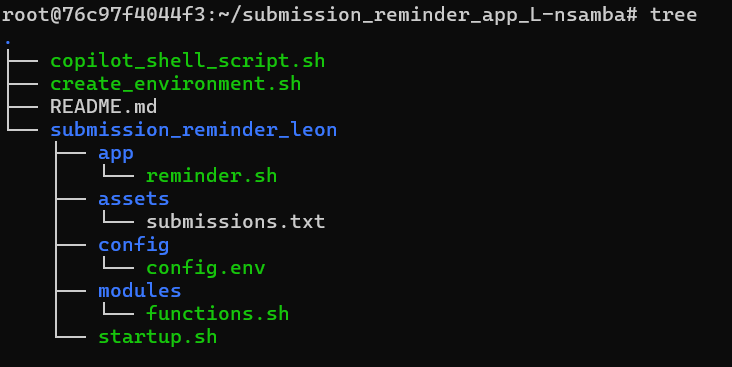 root@76c97f4044f3:~/submission_reminder_app_L-nsamba# tree
.
├── copilot_shell_script.sh
├── create_environment.sh
├── README.md
└── submission_reminder_leon
    ├── app
    │   └── reminder.sh
    ├── assets
    │   └── submissions.txt
    ├── config
    │   └── config.env
    ├── modules
    │   └── functions.sh
    └── startup.sh